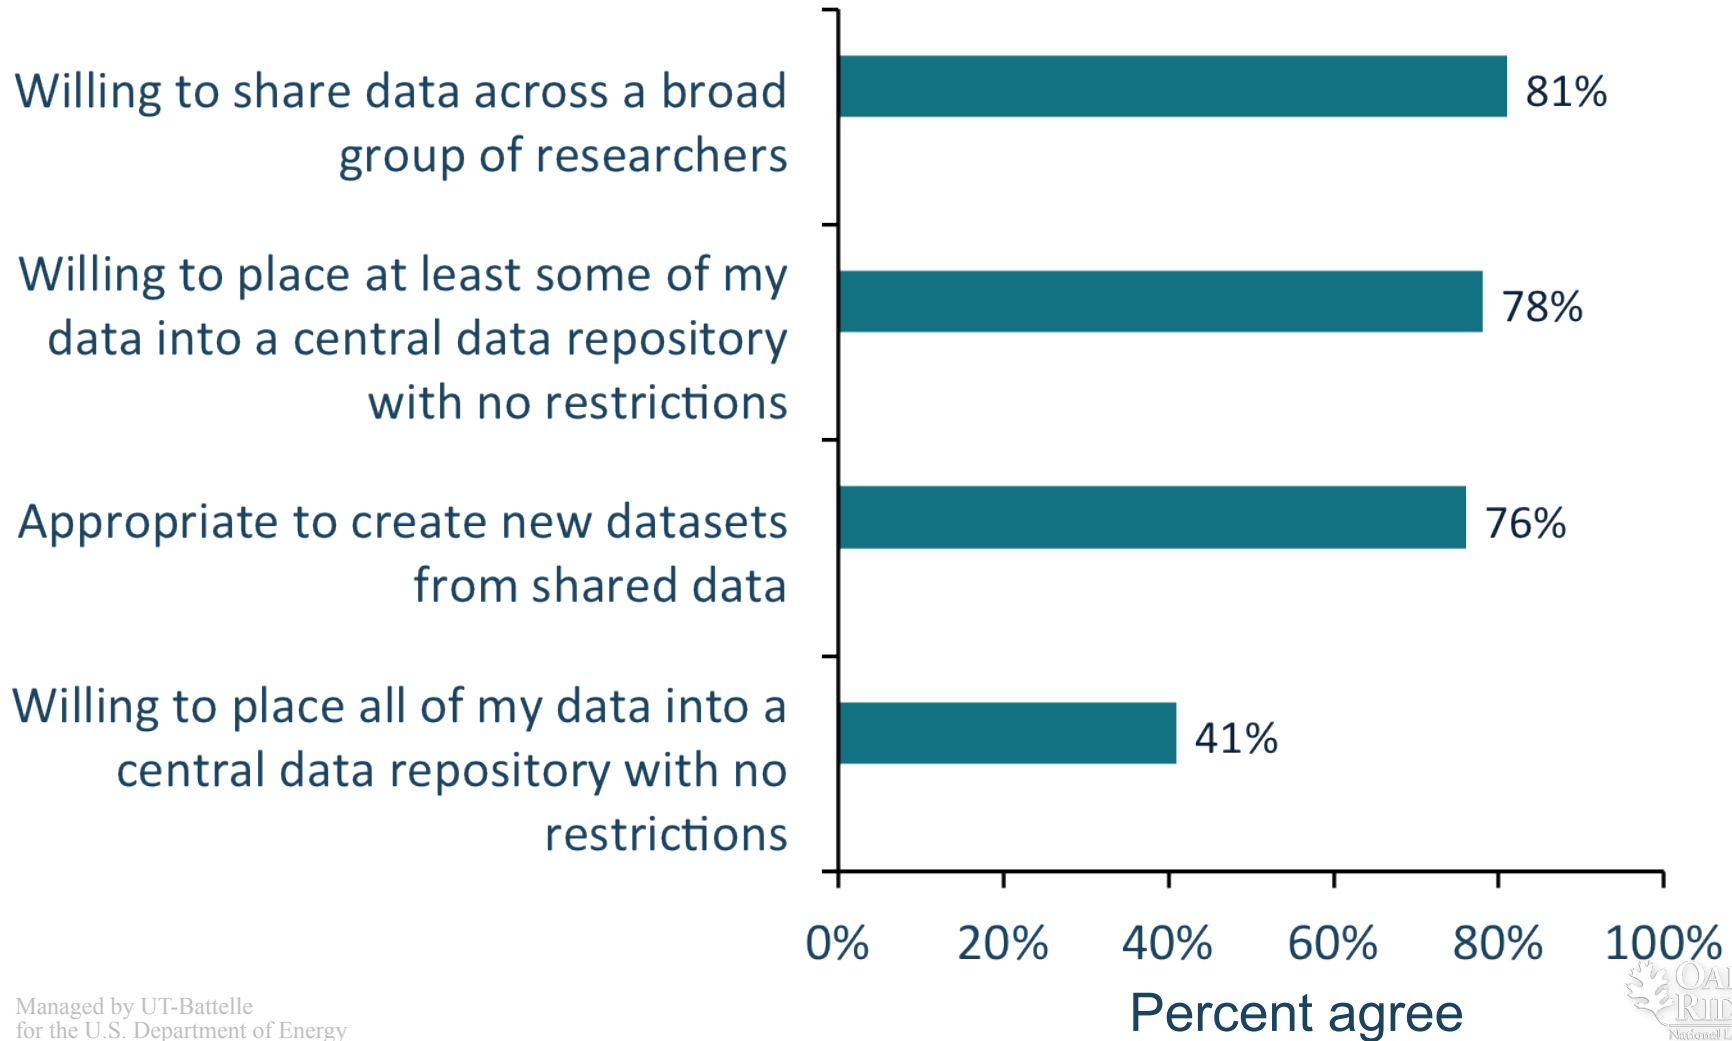 Willing to share data across a broad
group of researchers
81%
Willing to place at least some of my
data into a central data repository
with no restrictions
78%
Appropriate to create new datasets
from shared data
76%
Willing to place all of my data into a
central data repository with no
restrictions
41%
0% 20% 40% 60% 80% 100%
Percent agree
Managed by UT-Battelle
for the U.S. Department of Energy
National